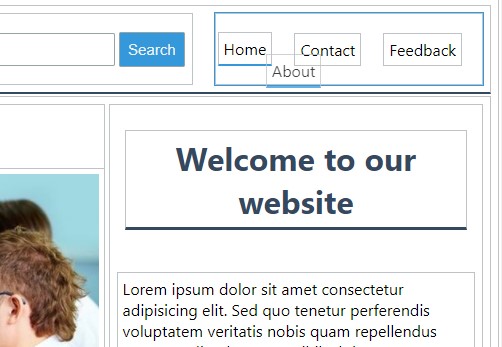 Search
Home
Contact
Feedback
About
Welcome to our
website
Lorem ipsum dolor sit amet consectetur
adipisicing elit. Sed quo tenetur perferendis
voluptatem veritatis nobis quam repellendus